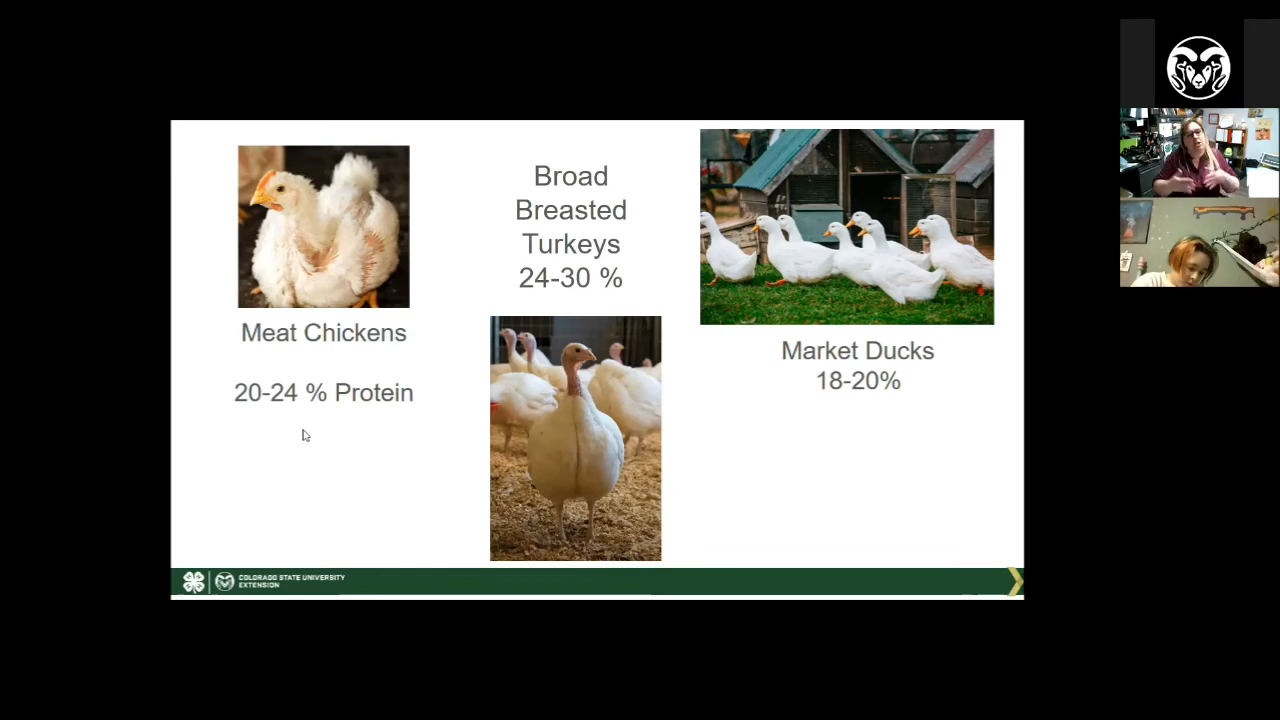 Meat Chickens
20-24 % Protein
Broad
Breasted
Turkeys
24-30 %
Market Ducks
18-20%
COLORADO STATE UNIVERSITY
EXTENSION